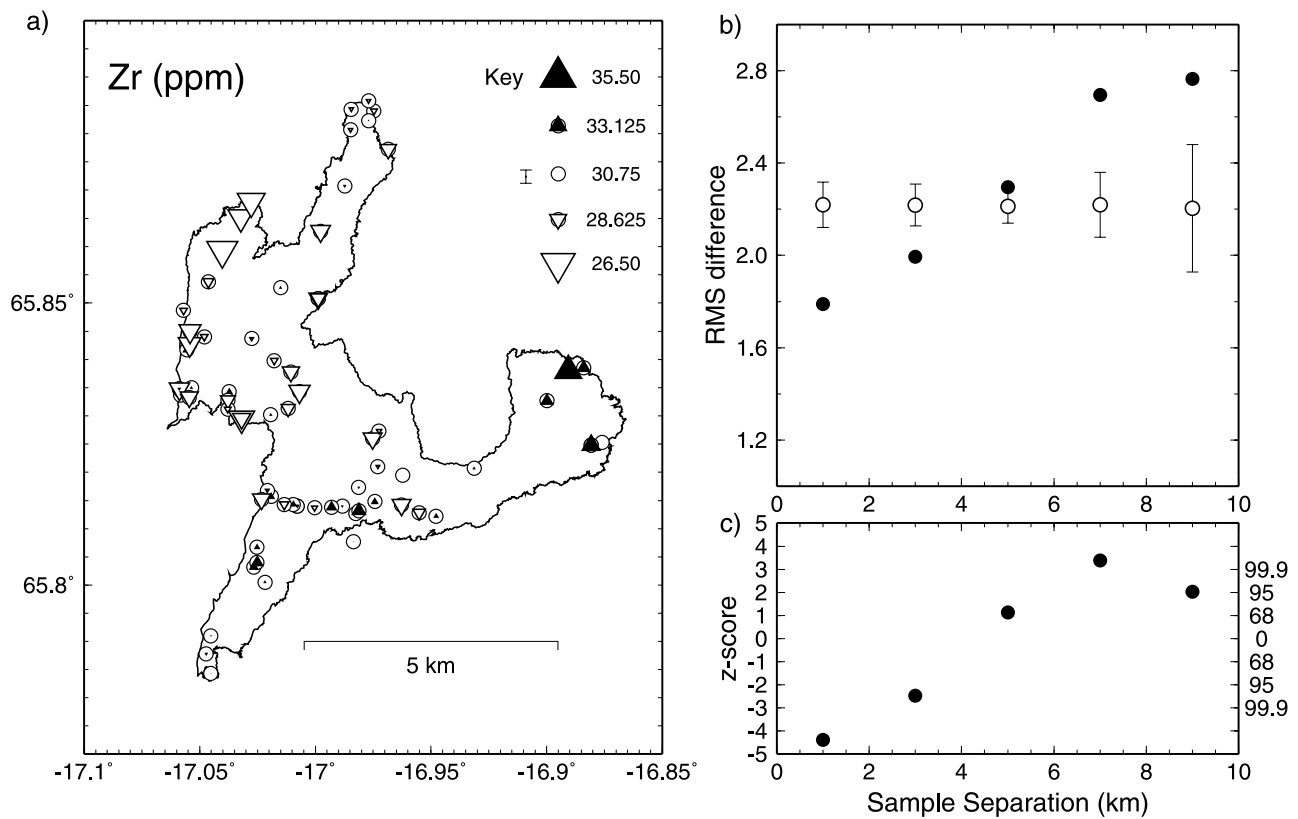 a)
Zr (ppm)
Key
35.50
33.125
30.75
28.625
26.50
65.85°
65.8°
5 km
-17.1 -17.05 -17 -16.95 -16.9 -16.85
b)
0 2 4 6 8 10
RMS difference
2.8
2.4
2.0
1.6
1.2
c)
z-score
5
4
3
2
1
0
-1
-2
-3
-4
-5
99.9
95
68
0
68
95
99.9
0 2 4 6 8 10
Sample Separation (km)